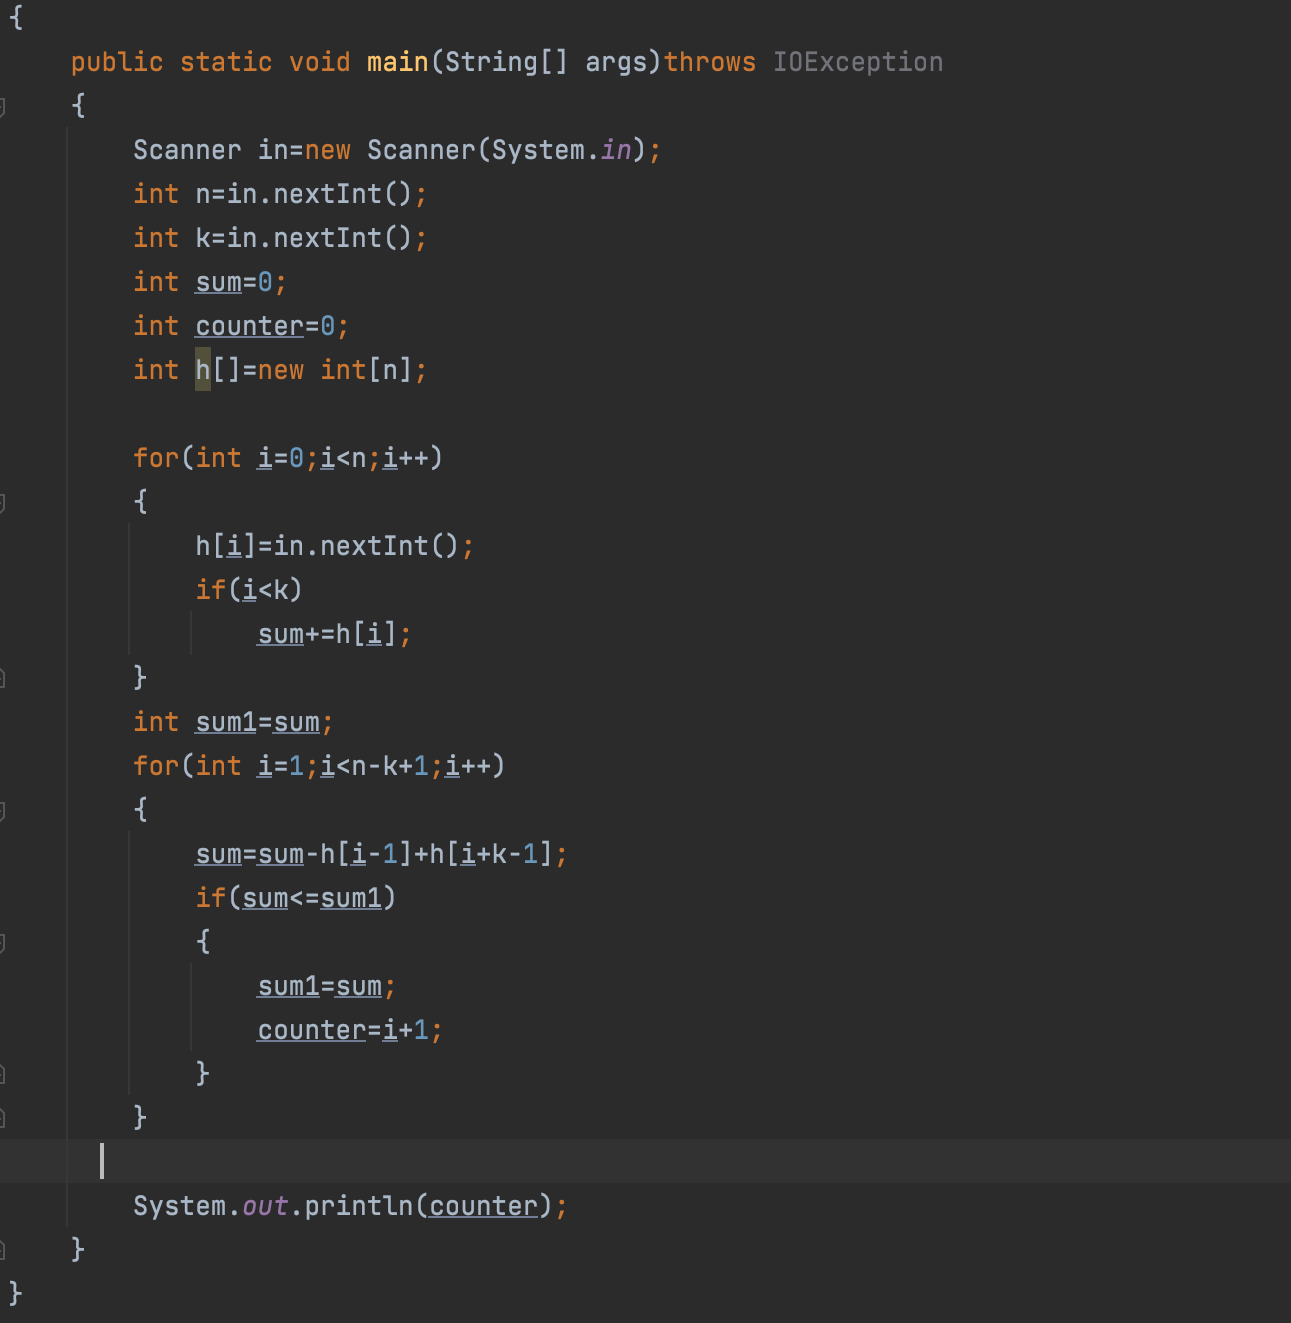 {
public static void main(String[] args)throws IOException
{
Scanner in=new Scanner(System.in);
int n=in.nextInt();
int k=in.nextInt();
int sum=0;
int counter=0;
int h[]=new int[n];
for(int i=0;i<n;i++)
{
h[i]=in.nextInt();
if(i<k)
sum+=h[i];
}
int sum1=sum;
for(int i=1;i<n-k+1;i++)
{
sum=sum-h[i-1]+h[i+k-1];
if(sum<=sum1)
{
sum1=sum;
counter=i+1;
}
}
System.out.println(counter);
}
}